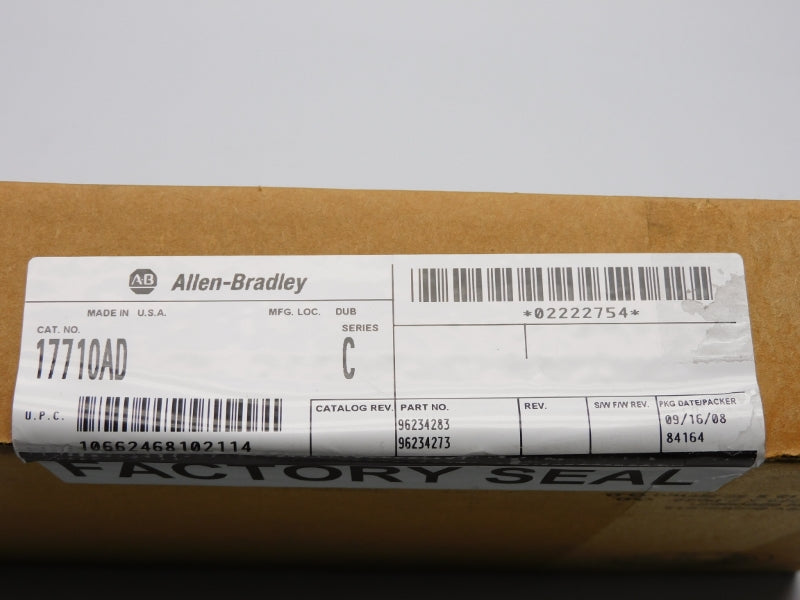 A-B Allen-Bradley
MADE IN U.S.A. MFG. LOC. DUB
CAT. NO. SERIES
1771OAD C
*02222754*
U.P.C.
10662468102114
CATALOG REV. PART NO. REV. S/W F/W REV. PKG DATE/PACKER
96234283 09/16/08
96234273 84164
FACTORY SEAL